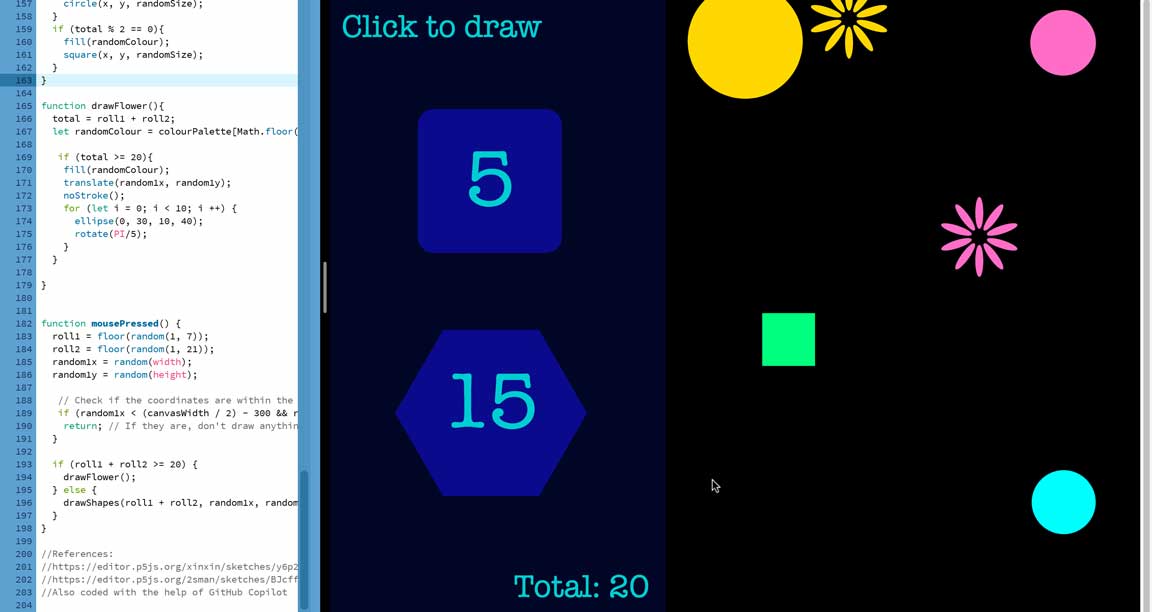 157 circle(x, y, randomSize);
158 }
159 if (total % 2 == 0){
160 fill(randomColour);
161 square(x, y, randomSize);
162 }
163 }
164
165 function drawFlower(){
166 total = roll1 + roll2;
167 let randomColour = colourPalette[Math.floor(
168
169 if (total >= 20){
170 fill(randomColour);
171 translate(random1x, random1y);
172 noStroke();
173 for (let i = 0; i < 10; i ++) {
174 ellipse(0, 30, 10, 40);
175 rotate(PI/5);
176 }
177 }
178
179 }
180
181
182 function mousePressed() {
183 roll1 = floor(random(1, 7));
184 roll2 = floor(random(1, 21));
185 random1x = random(width);
186 random1y = random(height);
187
188 // Check if the coordinates are within the
189 if (random1x < (canvasWidth / 2) - 300 && r
190 return; // If they are, don't draw anythin
191 }
192
193 if (roll1 + roll2 >= 20) {
194 drawFlower();
195 } else {
196 drawShapes(roll1 + roll2, random1x, random
197 }
198 }
199
200 //References:
201 //https://editor.p5js.org/xinxin/sketches/y6p2
202 //https://editor.p5js.org/2sman/sketches/BJcff
203 //Also coded with the help of GitHub Copilot
204
Click to draw
5
15
Total: 20